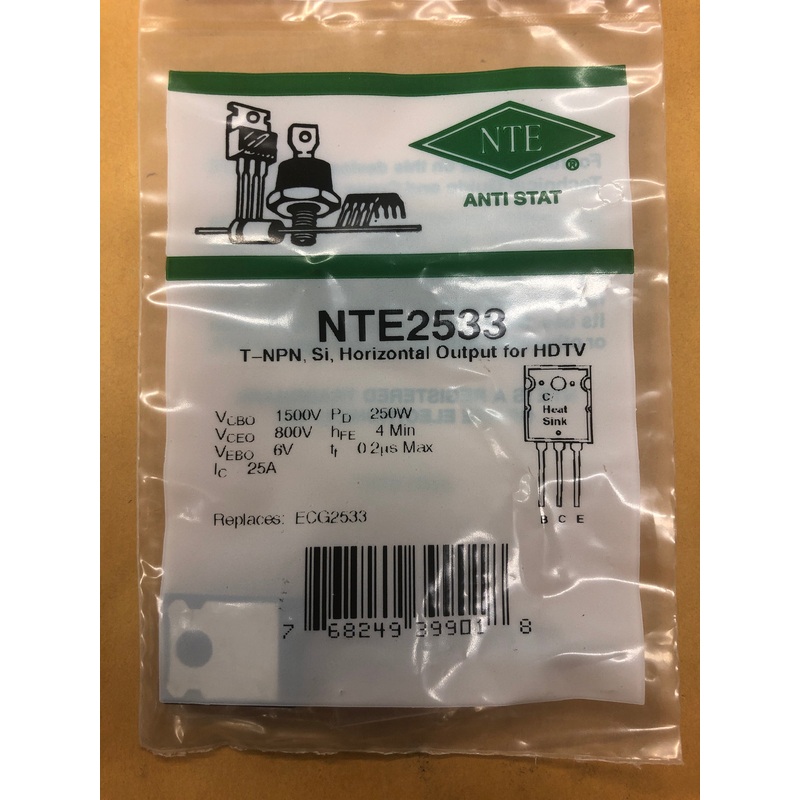 NTE
®
ANTI STAT
NTE2533
T-NPN, Si, Horizontal Output for HDTV
VCBO 1500V PD 250W
VCEO 800V hFE 4 Min
VEBO 6V tf 0.2µs Max
IC 25A
C
Heat
Sink
B C E
Replaces: ECG2533
7 68249 39901 8